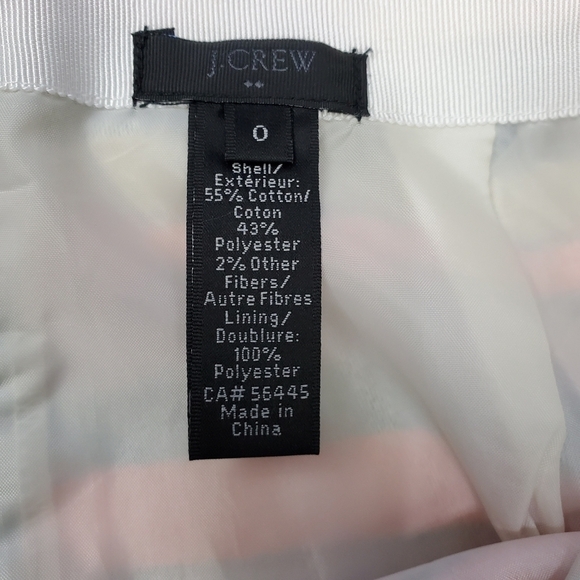 J.CREW
0
Shell/
Extérieur:
55% Cotton/
Coton
43%
Polyester
2% Other
Fibers/
Autre Fibres
Lining/
Doublure:
100%
Polyester
CA# 56445
Made in
China